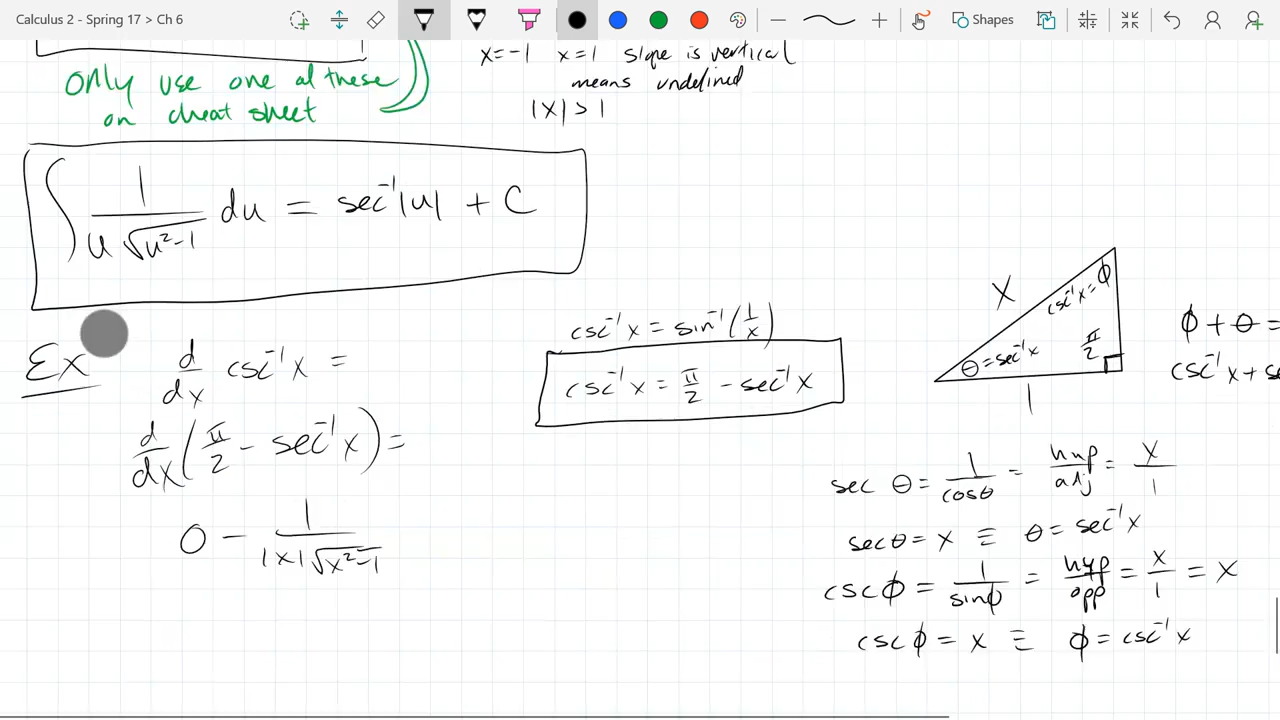 Calculus 2 - Spring 17 > Ch 6
Shapes
only use one of these
on cheat sheet
x=-1 x=1 slope is vertical
means undefined
|x| > 1
∫ 1/(u √(u²-1)) du = sec⁻¹|u| + C
Ex d/dx csc⁻¹x =
d/dx (π/2 - sec⁻¹x) =
0 - 1/(|x|√(x²-1))
csc⁻¹x = sin⁻¹(1/x)
csc⁻¹x = π/2 - sec⁻¹x
x
csc⁻¹x = φ
θ = sec⁻¹x
π/2
1
φ + θ =
csc⁻¹x + se
sec θ = 1/cosθ = hyp/adj = x/1
secθ = x ≡ θ = sec⁻¹x
csc φ = 1/sinφ = hyp/opp = x/1 = x
csc φ = x ≡ φ = csc⁻¹x